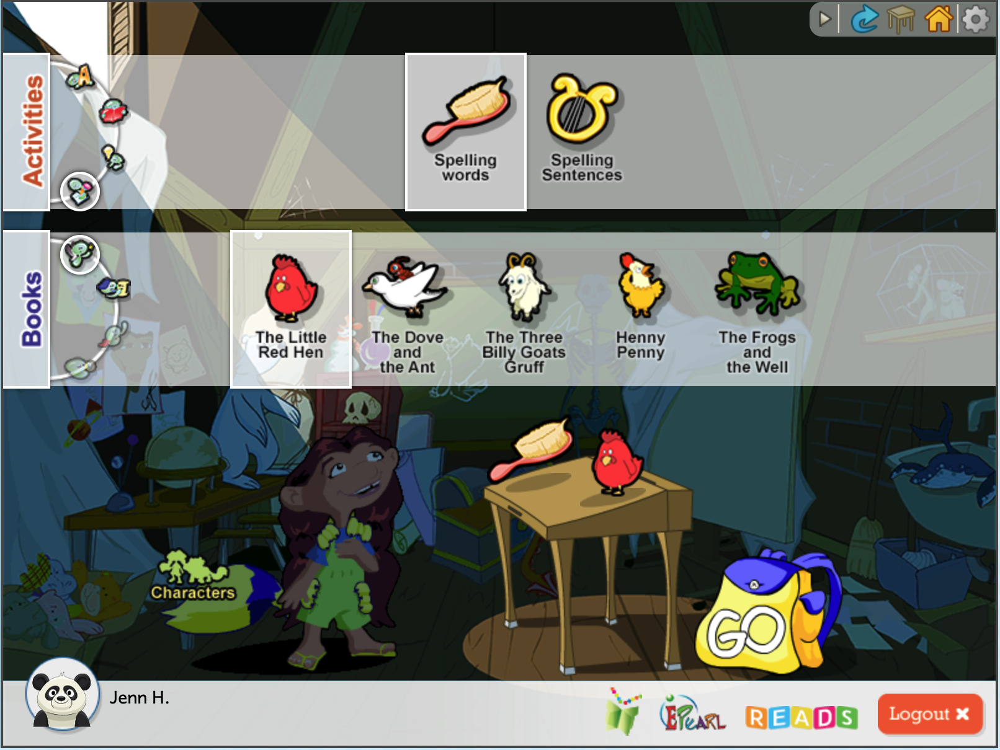 Activities
Spelling
words
Spelling
Sentences
Books
The Little
Red Hen
The Dove
and
the Ant
The Three
Billy Goats
Gruff
Henny
Penny
The Frogs
and
the Well
Characters
GO
Jenn H.
EPEARL
READS
Logout ×